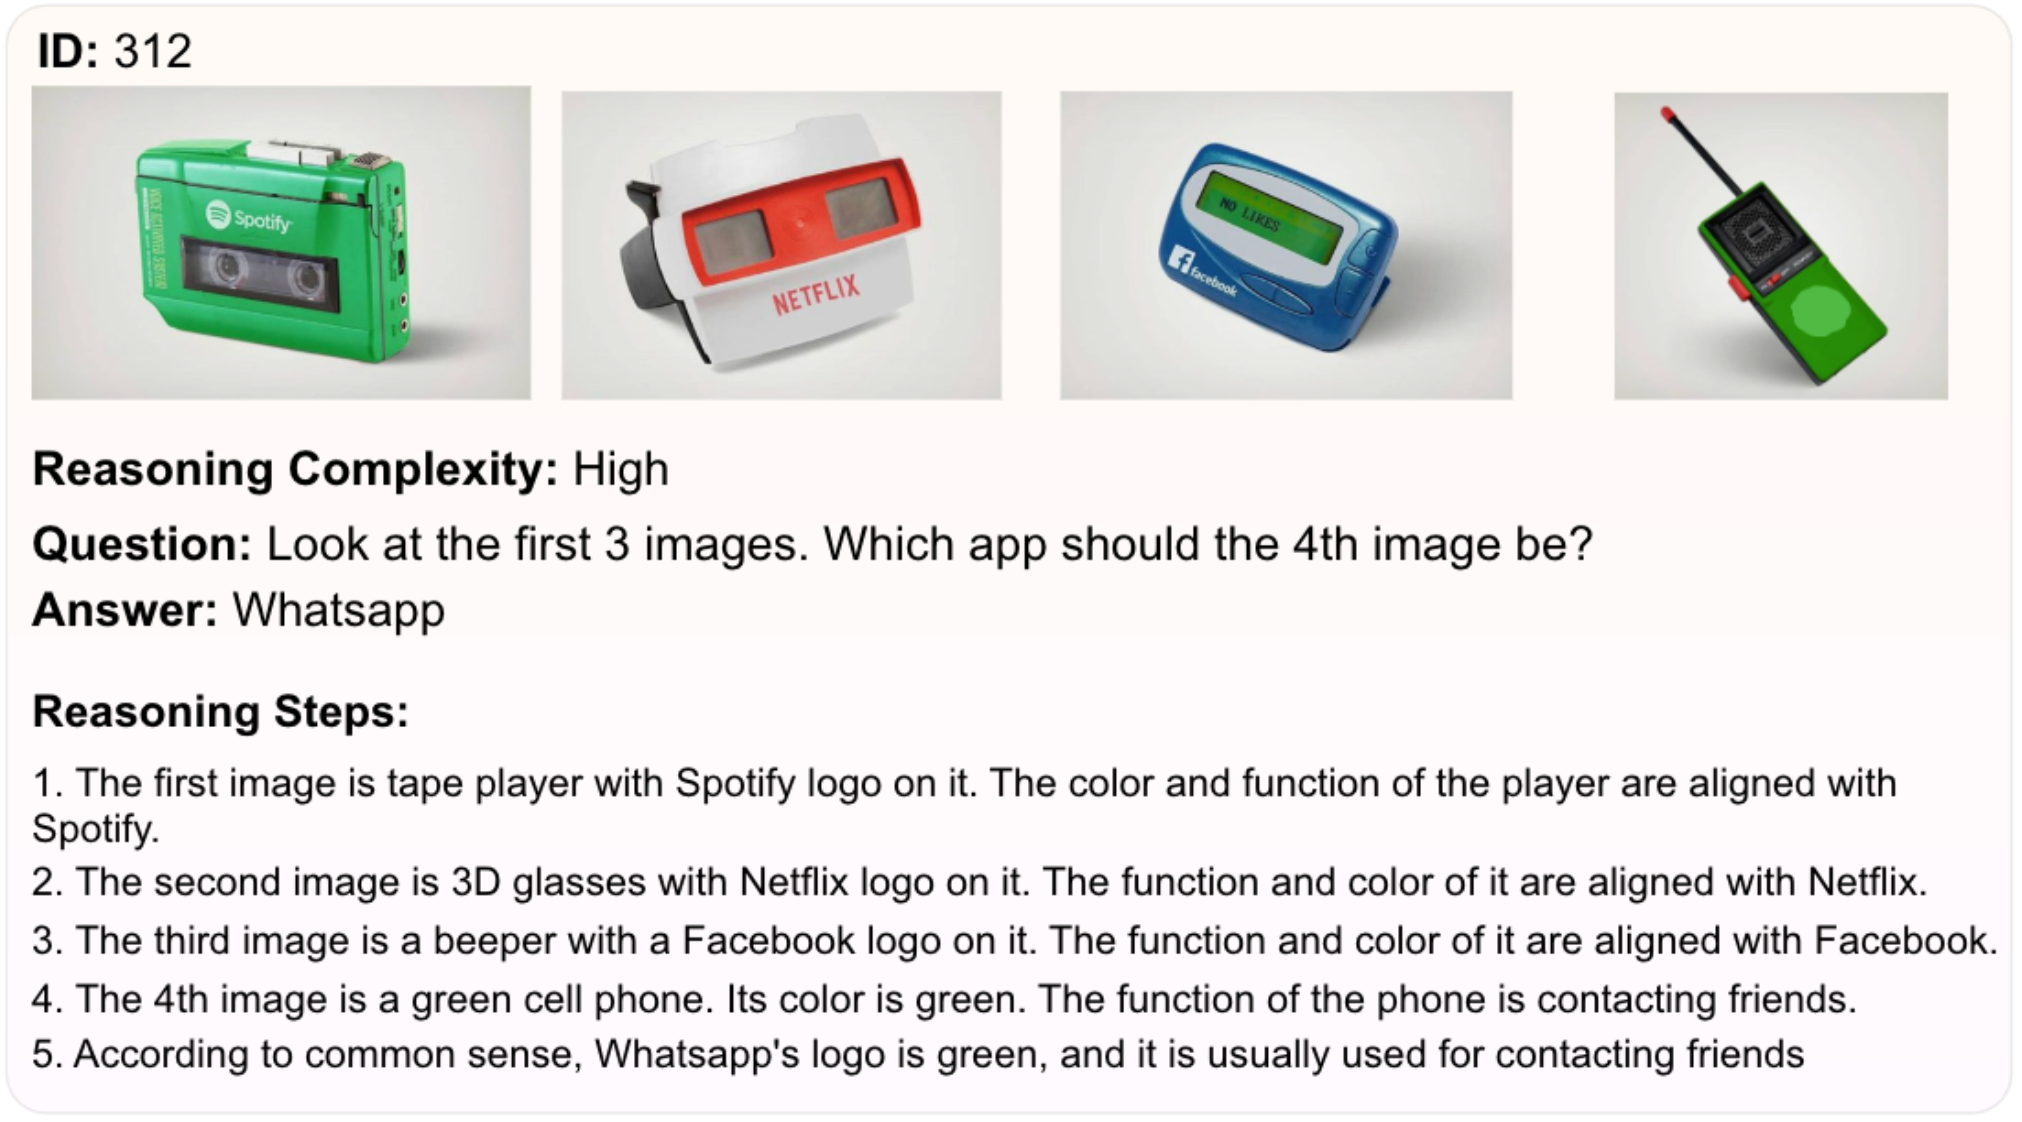 ID: 312
Spotify
NETFLIX
NO LIKES
facebook
Reasoning Complexity: High
Question: Look at the first 3 images. Which app should the 4th image be?
Answer: Whatsapp
Reasoning Steps:
1. The first image is tape player with Spotify logo on it. The color and function of the player are aligned with
Spotify.
2. The second image is 3D glasses with Netflix logo on it. The function and color of it are aligned with Netflix.
3. The third image is a beeper with a Facebook logo on it. The function and color of it are aligned with Facebook.
4. The 4th image is a green cell phone. Its color is green. The function of the phone is contacting friends.
5. According to common sense, Whatsapp's logo is green, and it is usually used for contacting friends